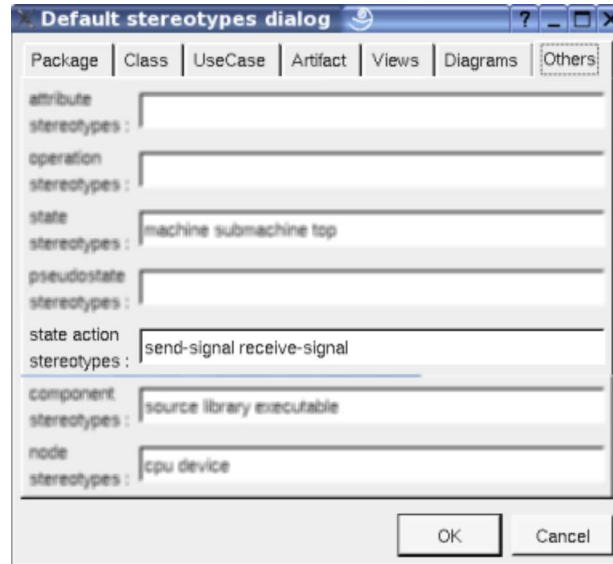 Default stereotypes dialog
Package Class UseCase Artifact Views Diagrams Others
attribute
stereotypes :
operation
stereotypes :
state
stereotypes :
machine submachine top
pseudostate
stereotypes :
state action
stereotypes :
send-signal receive-signal
component
stereotypes :
source library executable
node
stereotypes :
cpu device
OK Cancel